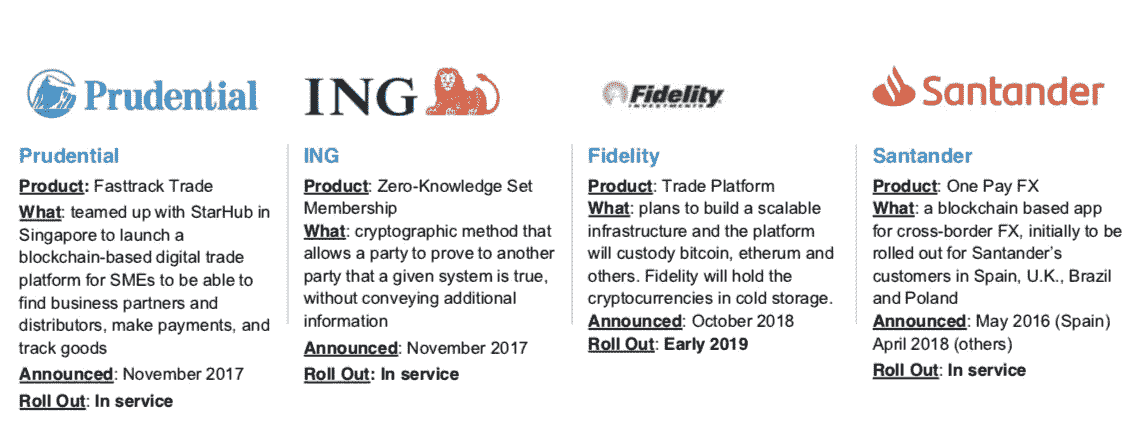 Prudential
ING
Fidelity
INVESTMENTS
Santander
Prudential
Product: Fasttrack Trade
What: teamed up with StarHub in
Singapore to launch a
blockchain-based digital trade
platform for SMEs to be able to
find business partners and
distributors, make payments, and
track goods
Announced: November 2017
Roll Out: In service
ING
Product: Zero-Knowledge Set
Membership
What: cryptographic method that
allows a party to prove to another
party that a given system is true,
without conveying additional
information
Announced: November 2017
Roll Out: In service
Fidelity
Product: Trade Platform
What: plans to build a scalable
infrastructure and the platform
will custody bitcoin, etherum and
others. Fidelity will hold the
cryptocurrencies in cold storage.
Announced: October 2018
Roll Out: Early 2019
Santander
Product: One Pay FX
What: a blockchain based app
for cross-border FX, initially to be
rolled out for Santander's
customers in Spain, U.K., Brazil
and Poland
Announced: May 2016 (Spain)
April 2018 (others)
Roll Out: In service